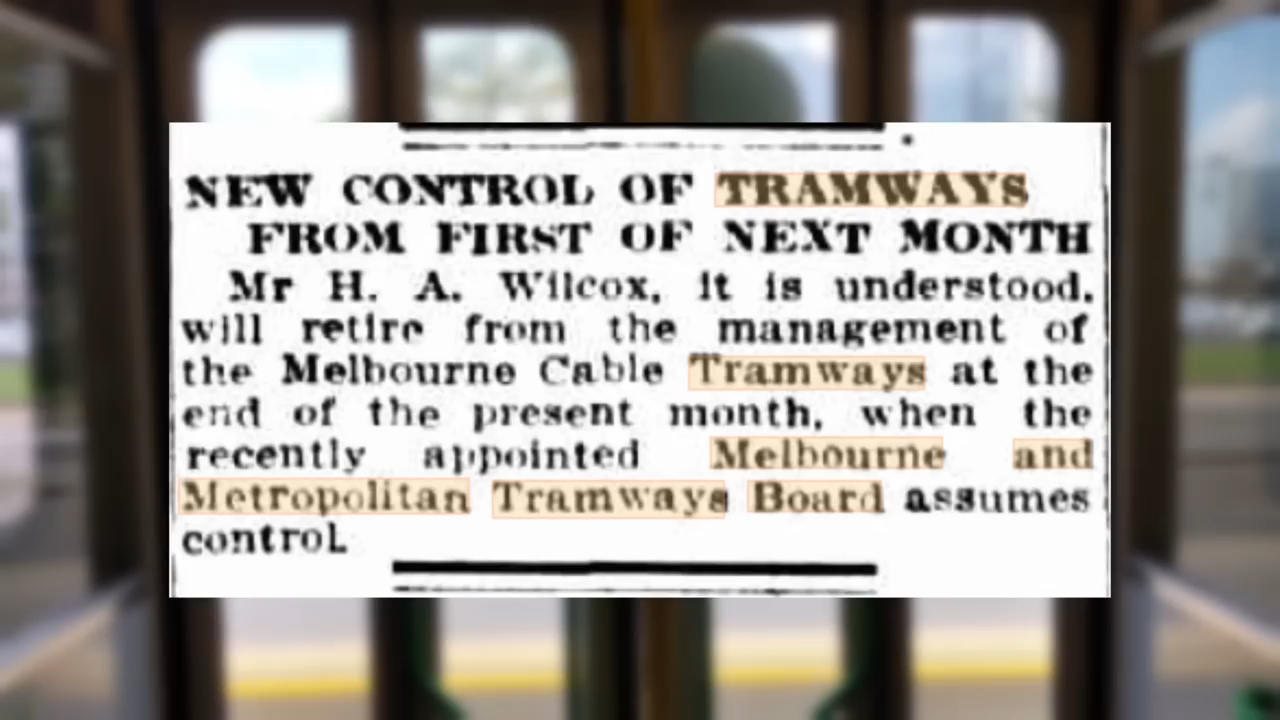 NEW CONTROL OF TRAMWAYS
FROM FIRST OF NEXT MONTH
Mr H. A. Wilcox, it is understood,
will retire from the management of
the Melbourne Cable Tramways at the
end of the present month, when the
recently appointed Melbourne and
Metropolitan Tramways Board assumes
control.